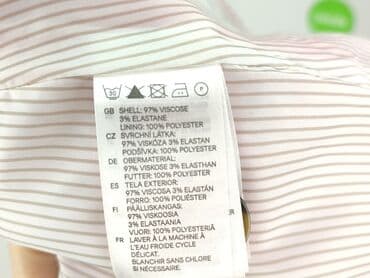 30 P
GB SHELL: 97% VISCOSE
3% ELASTANE
LINING: 100% POLYESTER
CZ SVRCHNÍ LÁTKA:
97% VISKÓZA 3% ELASTAN
PODŠÍVKA: 100% POLYESTER
DE OBERMATERIAL:
97% VISKOSE 3% ELASTHAN
FUTTER: 100% POLYESTER
ES TELA EXTERIOR:
97% VISCOSA 3% ELASTÁN
FORRO: 100% POLIÉSTER
FI PÄÄLLUSKANGAS:
97% VISKOOSIA
3% ELASTAANIA
VUORI: 100% POLYESTERIÄ
FR LAVER À LA MACHINE À
L'EAU FROIDE CYCLE
DÉLICAT.
BLANCHIR SANS CHLORE
SI NÉCESSAIRE.